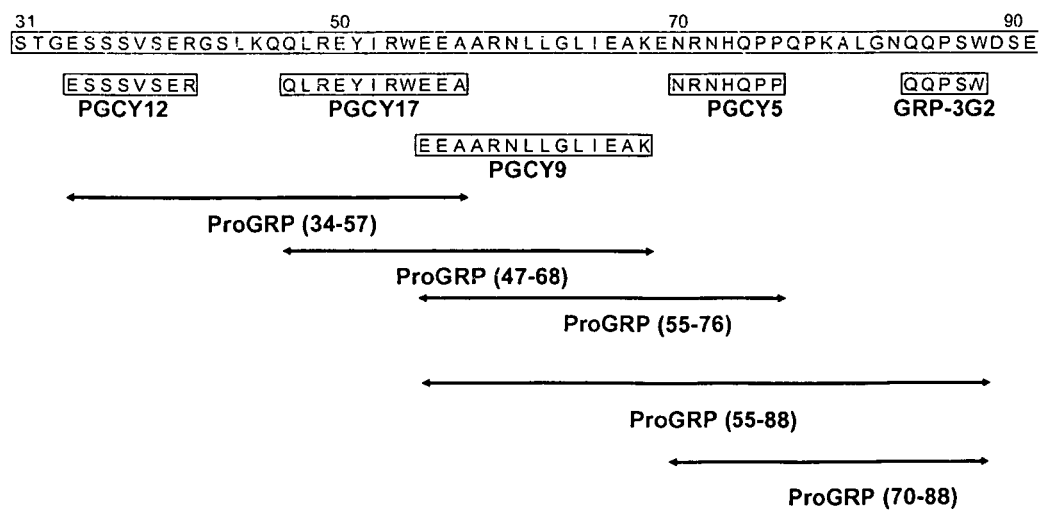 31 50 70 90
STGESSSVSERGSLKQQLREYIRWEEAARNLLGLIEAKENRNHQPPQPKALGNQQPSWDSE
ESSSVSER QLREYIRWEEA NRNHQPP QQPSW
PGCY12 PGCY17 PGCY5 GRP-3G2
EEAARNLLGLIEAK
PGCY9
ProGRP (34-57)
ProGRP (47-68)
ProGRP (55-76)
ProGRP (55-88)
ProGRP (70-88)